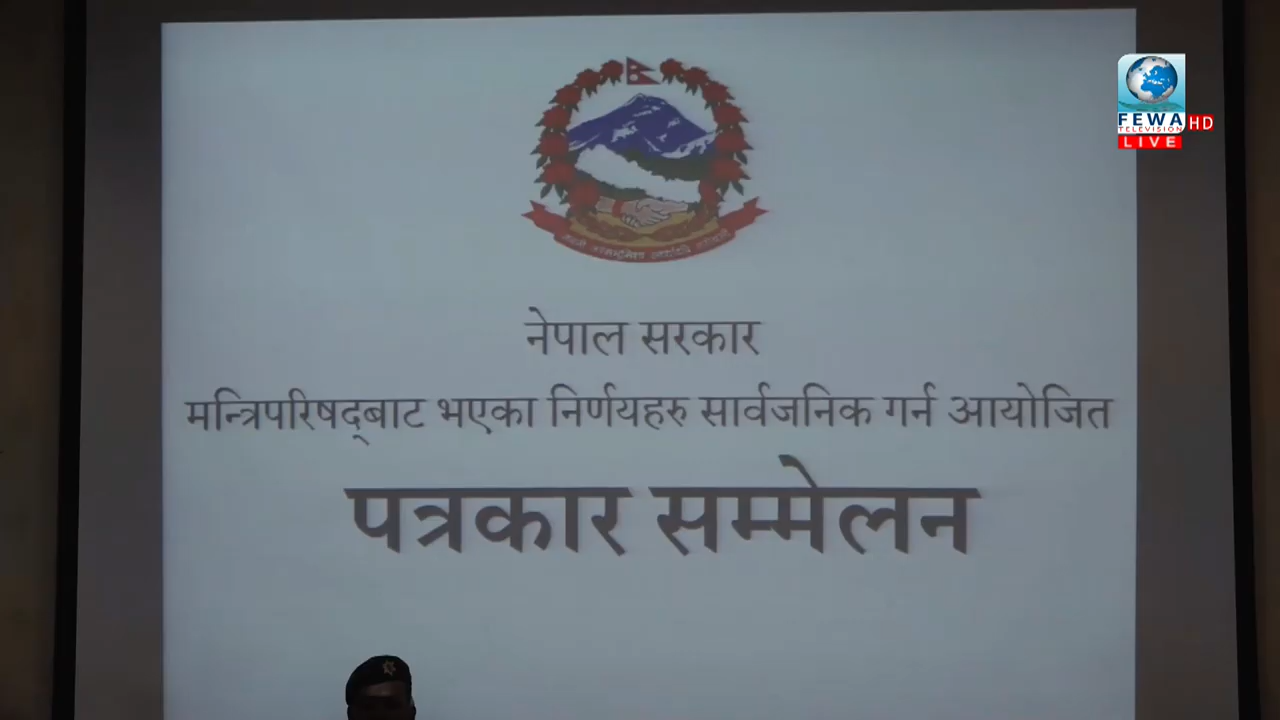 नेपाल सरकार
मन्त्रिपरिषद्‌बाट भएका निर्णयहरु सार्वजनिक गर्न आयोजित
पत्रकार सम्मेलन
FEWA HD
TELEVISION
LIVE